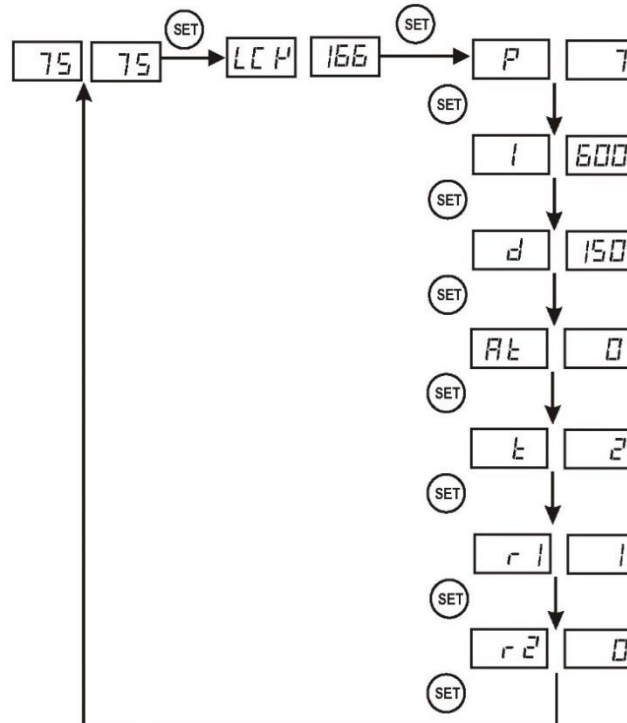 SET SET
75 75 LCK 166 P 7
SET
I 600
SET
d 150
SET
At 0
SET
t 2
SET
r1 1
SET
r2 0
SET